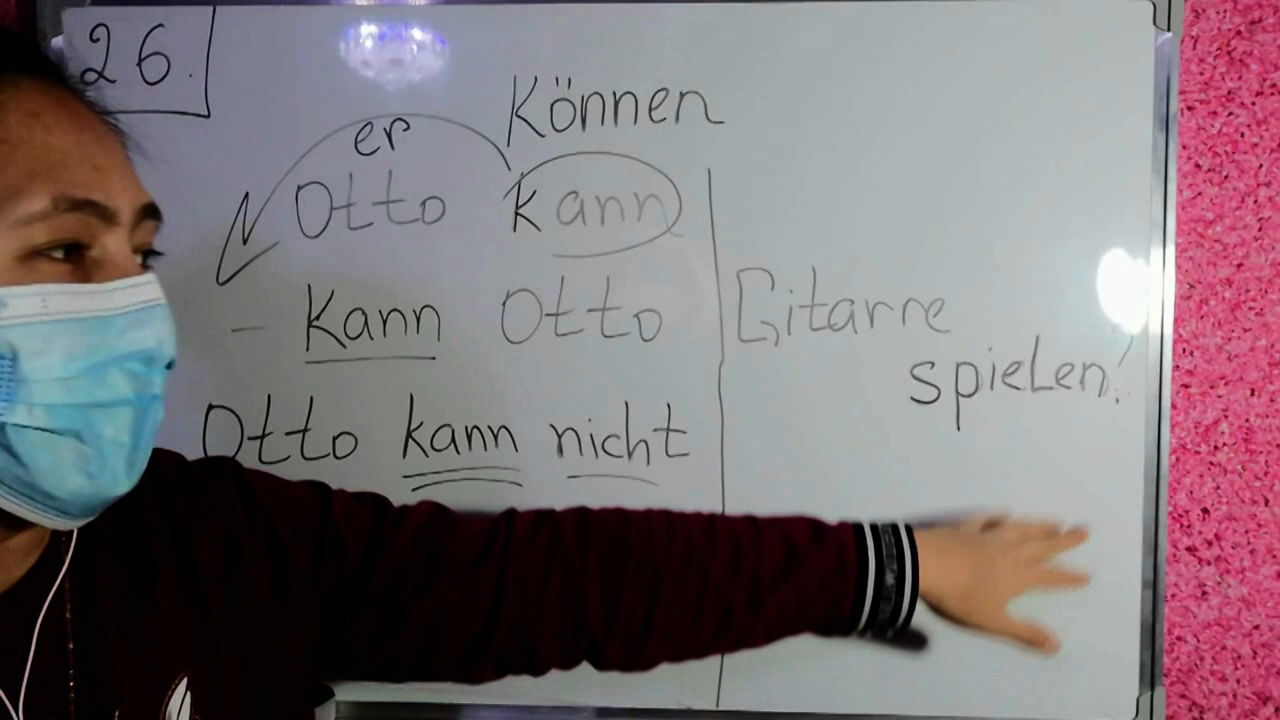 26.
Können
er
Otto kann
- Kann Otto
Gitarre
spielen!
Otto kann nicht